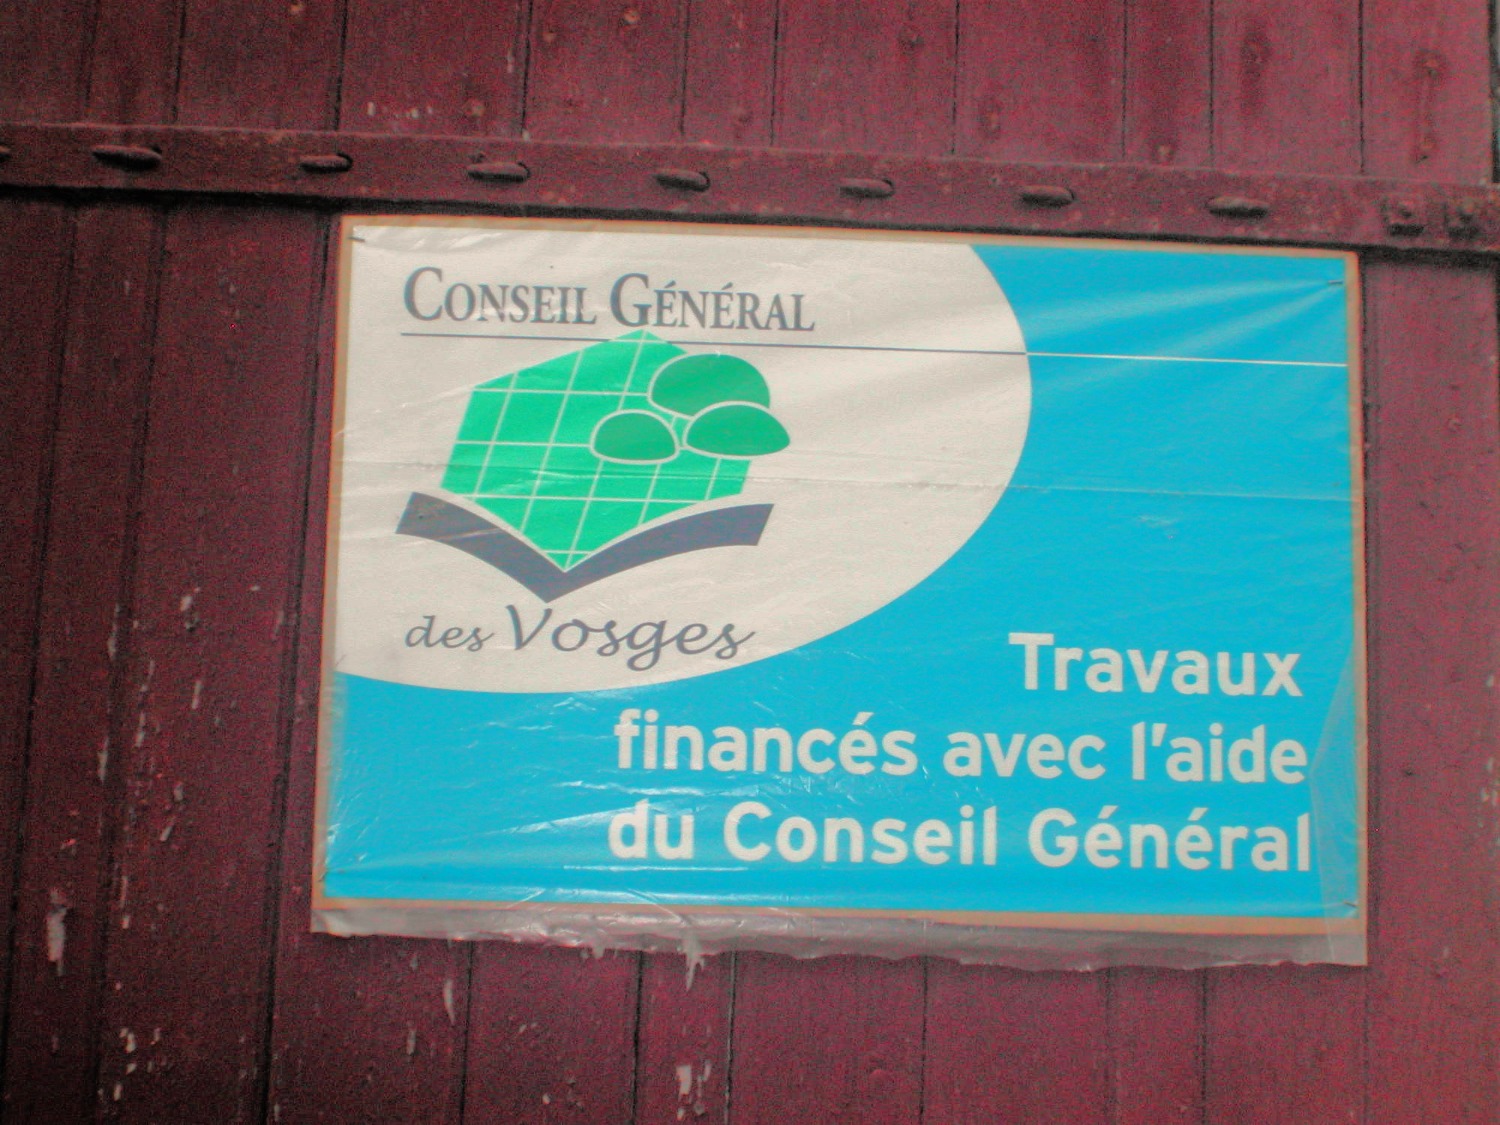 CONSEIL GÉNÉRAL
des Vosges
Travaux
financés avec l'aide
du Conseil Général